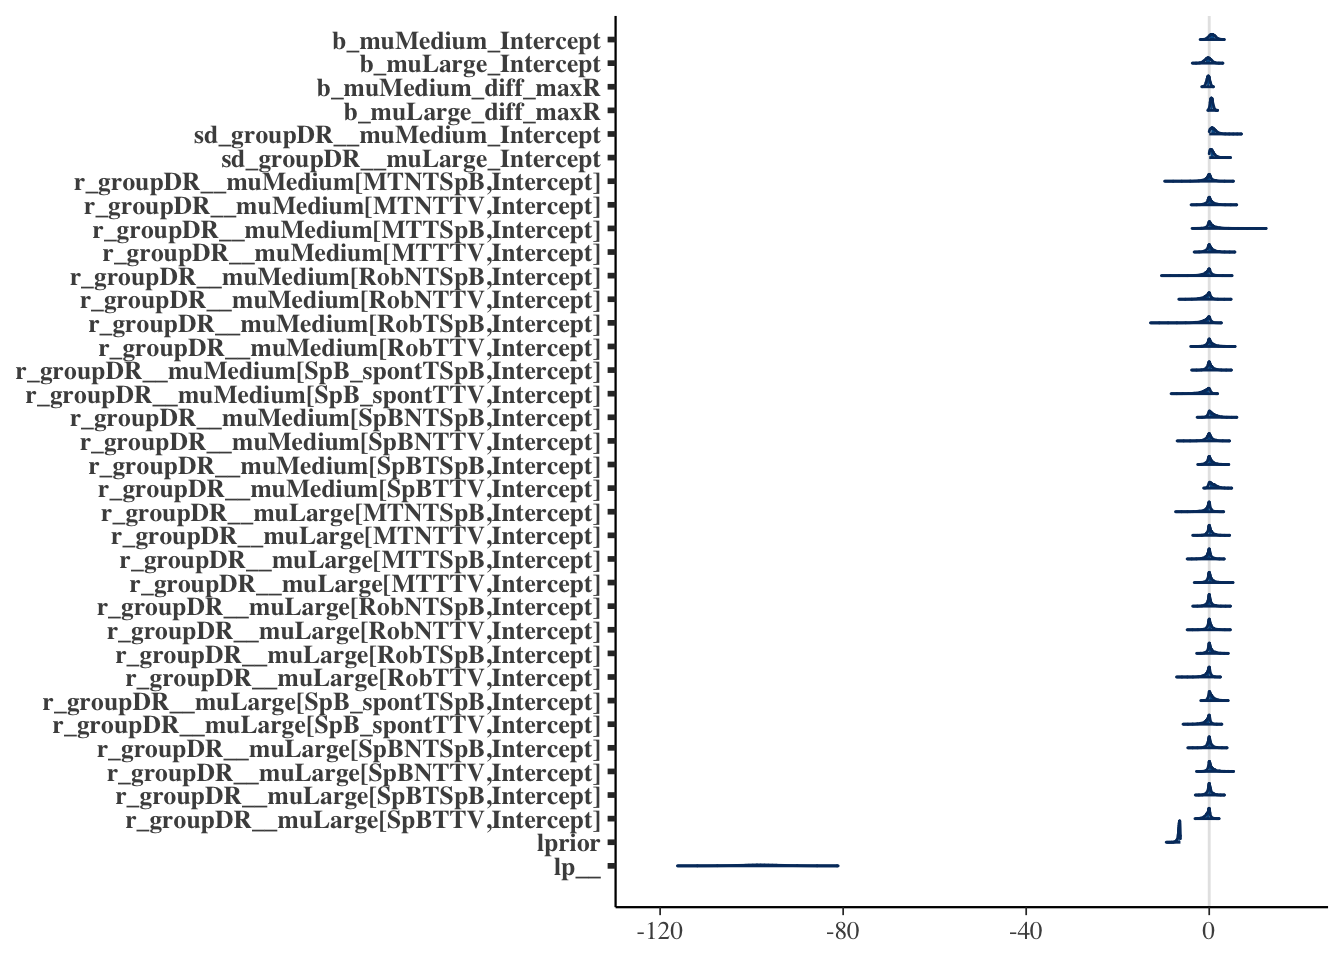 b_muMedium_Intercept
b_muLarge_Intercept
b_muMedium_diff_maxR
b_muLarge_diff_maxR
sd_groupDR__muMedium_Intercept
sd_groupDR__muLarge_Intercept
r_groupDR__muMedium[MTNTSpB,Intercept]
r_groupDR__muMedium[MTNTTV,Intercept]
r_groupDR__muMedium[MTTSpB,Intercept]
r_groupDR__muMedium[MTTTV,Intercept]
r_groupDR__muMedium[RobNTSpB,Intercept]
r_groupDR__muMedium[RobNTTV,Intercept]
r_groupDR__muMedium[RobTSpB,Intercept]
r_groupDR__muMedium[RobTTV,Intercept]
r_groupDR__muMedium[SpB_spontTSpB,Intercept]
r_groupDR__muMedium[SpB_spontTTV,Intercept]
r_groupDR__muMedium[SpBNTSpB,Intercept]
r_groupDR__muMedium[SpBNTTV,Intercept]
r_groupDR__muMedium[SpBTSpB,Intercept]
r_groupDR__muMedium[SpBTTV,Intercept]
r_groupDR__muLarge[MTNTSpB,Intercept]
r_groupDR__muLarge[MTNTTV,Intercept]
r_groupDR__muLarge[MTTSpB,Intercept]
r_groupDR__muLarge[MTTTV,Intercept]
r_groupDR__muLarge[RobNTSpB,Intercept]
r_groupDR__muLarge[RobNTTV,Intercept]
r_groupDR__muLarge[RobTSpB,Intercept]
r_groupDR__muLarge[RobTTV,Intercept]
r_groupDR__muLarge[SpB_spontTSpB,Intercept]
r_groupDR__muLarge[SpB_spontTTV,Intercept]
r_groupDR__muLarge[SpBNTSpB,Intercept]
r_groupDR__muLarge[SpBNTTV,Intercept]
r_groupDR__muLarge[SpBTSpB,Intercept]
r_groupDR__muLarge[SpBTTV,Intercept]
lprior
lp__
-120 -80 -40 0